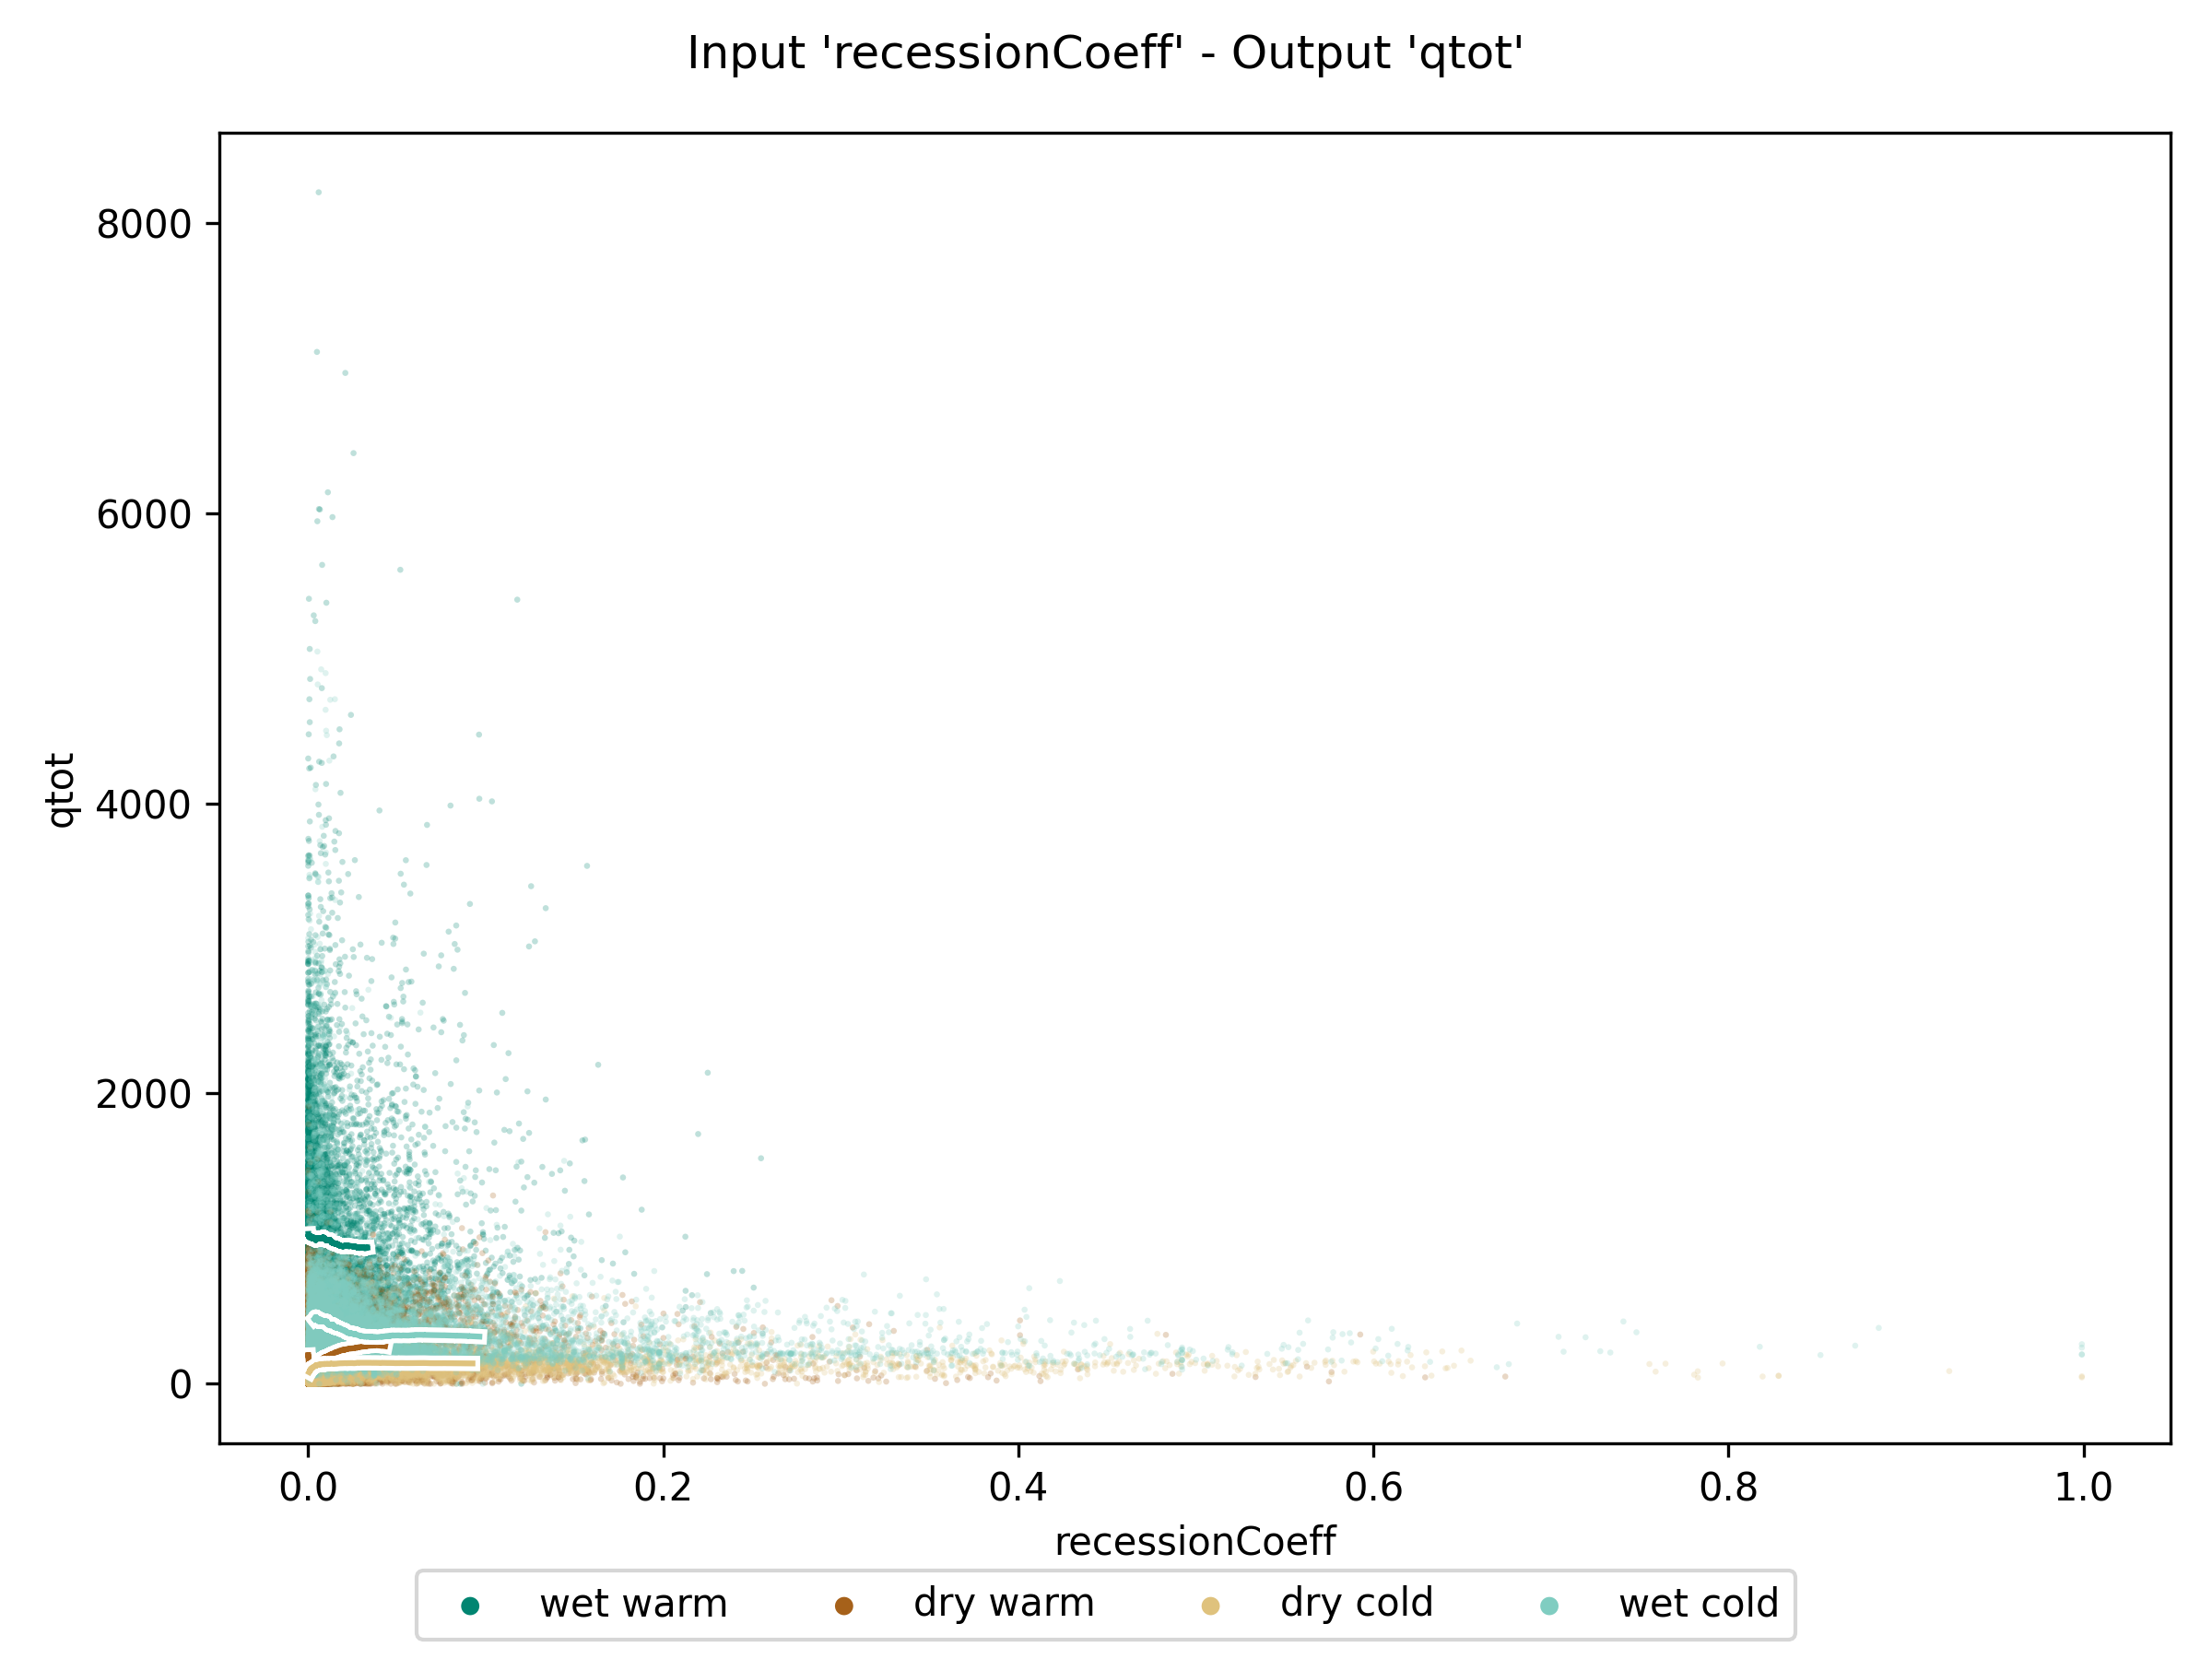 Input 'recessionCoeff' - Output 'qtot'
8000
6000
4000
2000
0
qtot
0.0 0.2 0.4 0.6 0.8 1.0
recessionCoeff
wet warm dry warm dry cold wet cold